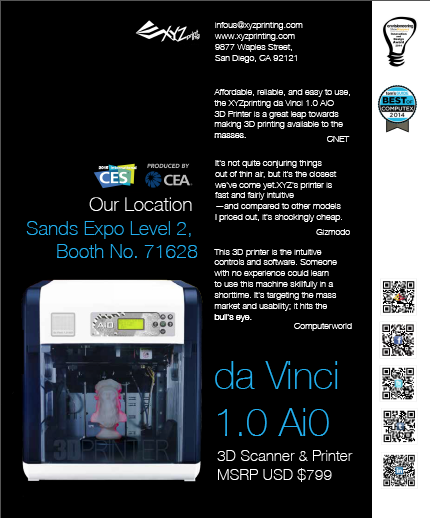 XYZ
infous@xyzprinting.com
www.xyzprinting.com
9677 Waples Street,
San Diego, CA 92121
Affordable, reliable, and easy to use,
the XYZprinting da Vinci 1.0 AIO
3D Printer is a great leap towards
making 3D printing available to the
masses.
CNET
It's not quite conjuring things
out of thin air, but it's the closest
we've come yet.XYZ's printer is
fast and fairly intuitive
—and compared to other models
I priced out, it's shockingly cheap.
Gizmodo
This 3D printer is the intuitive
controls and software. Someone
with no experience could learn
to use this machine skillfully in a
shorttime. It's targeting the mass
market and usability; it hits the
bull's eye.
Computerworld
CES
PRODUCED BY
CEA
Our Location
Sands Expo Level 2,
Booth No. 71628
AiO
3DPRINTER
da Vinci
1.0 Ai0
3D Scanner & Printer
MSRP USD $799
BEST OF
COMPUTEX
2014